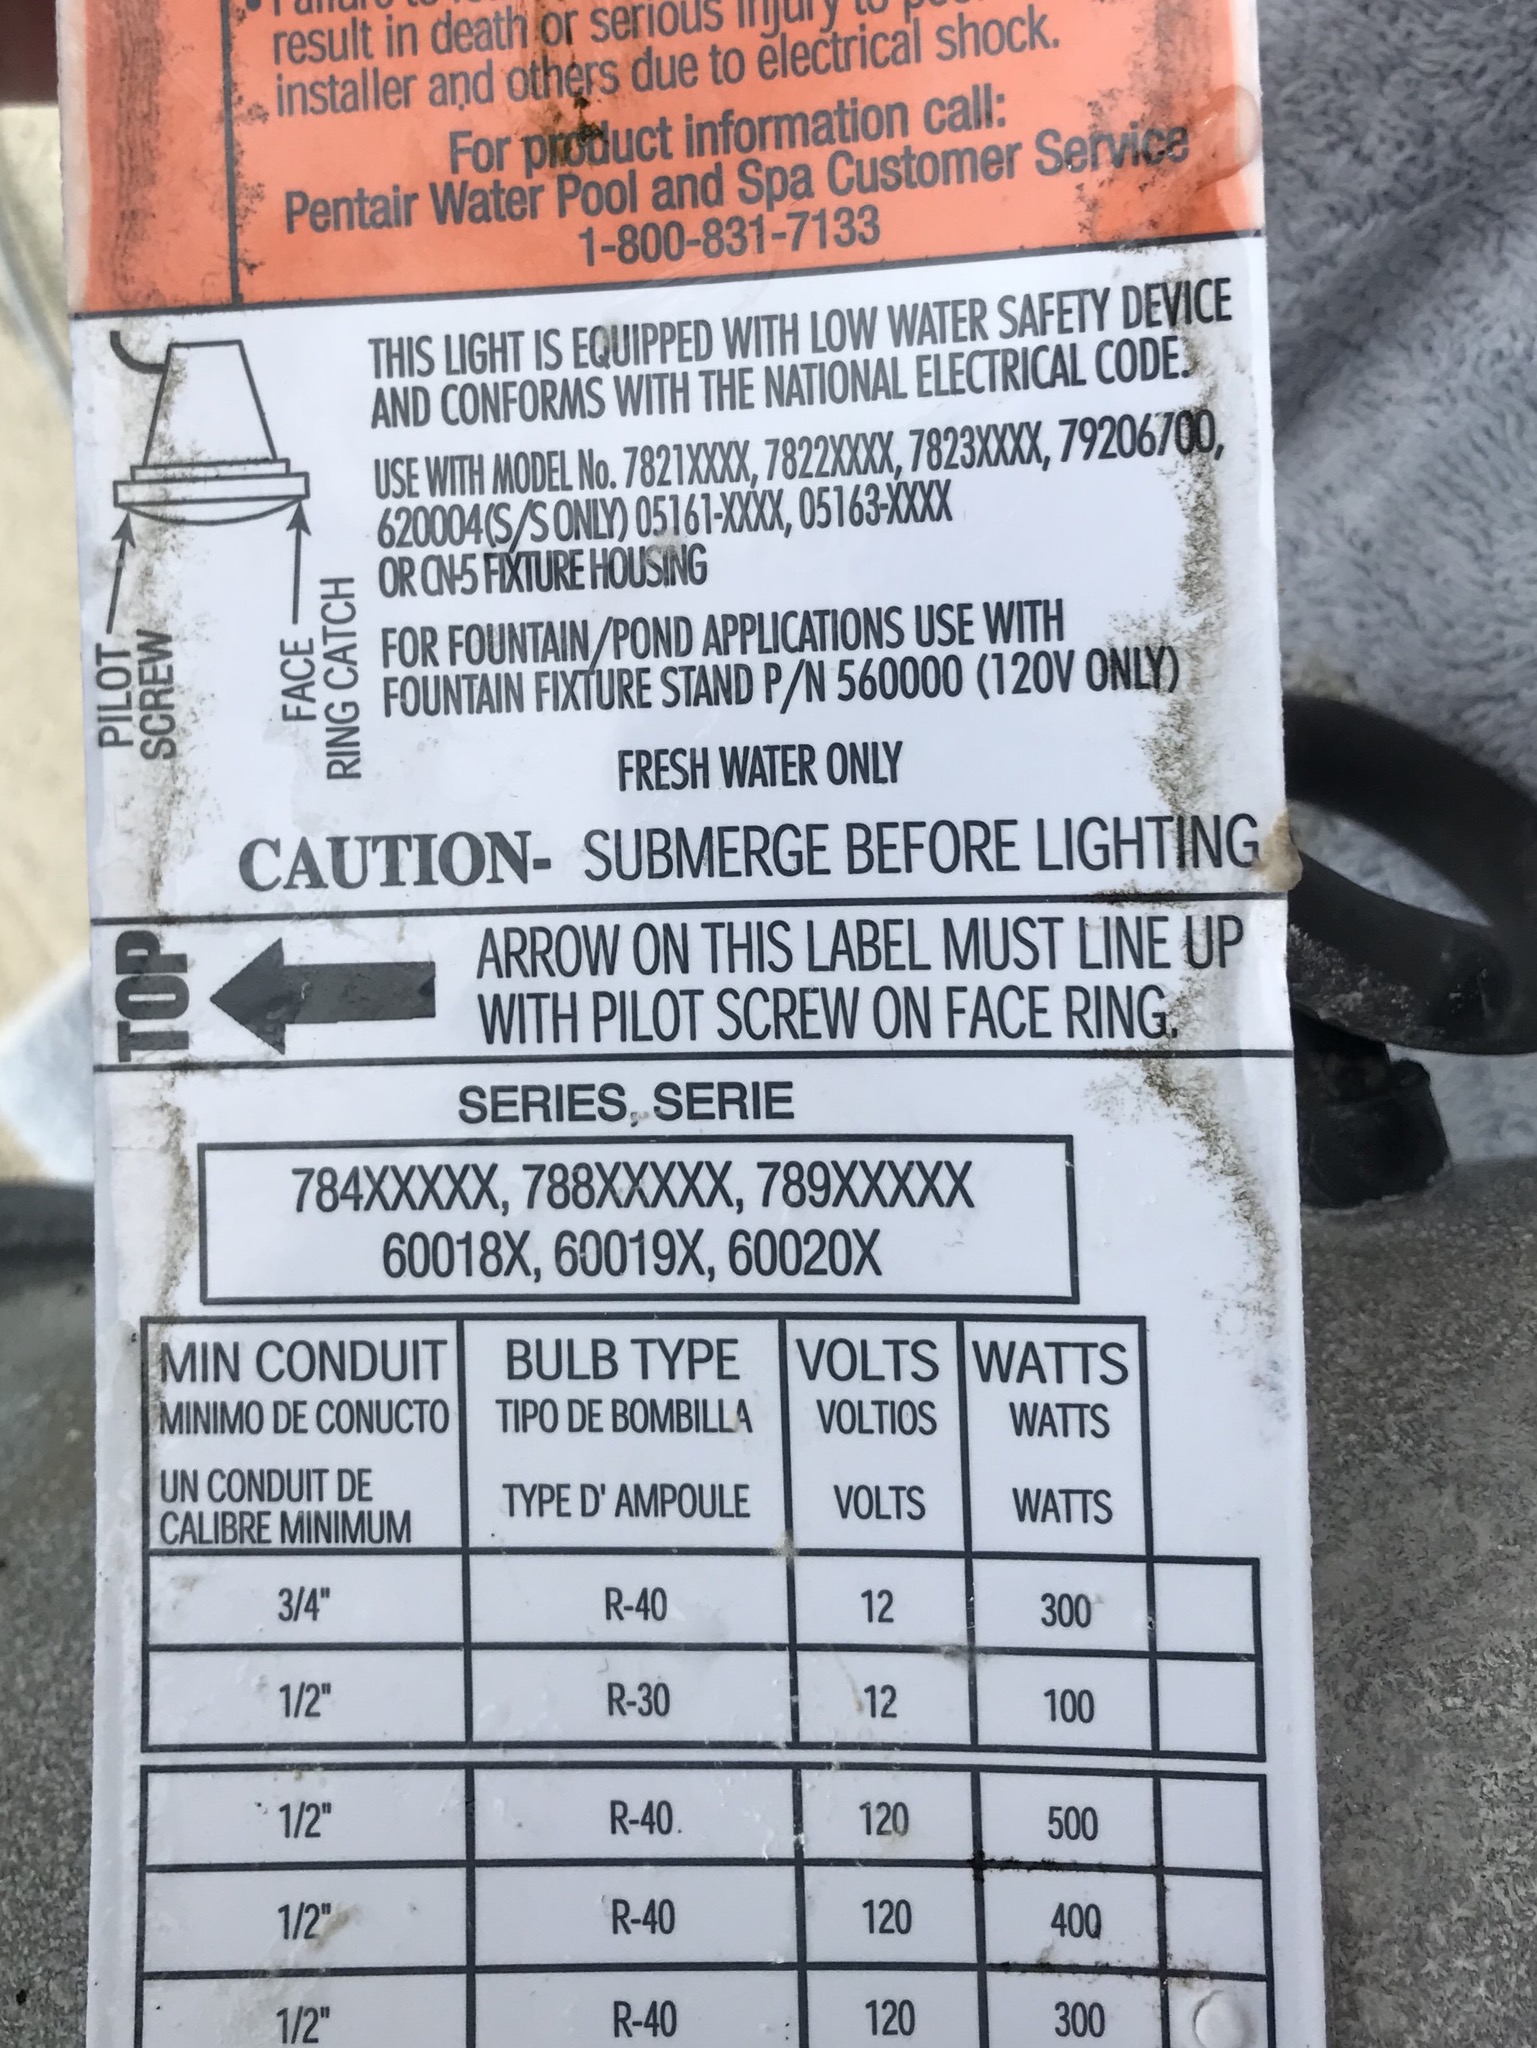 result in death or serious injury to
installer and others due to electrical shock.
For product information call:
Pentair Water Pool and Spa Customer Service
1-800-831-7133
THIS LIGHT IS EQUIPPED WITH LOW WATER SAFETY DEVICE
AND CONFORMS WITH THE NATIONAL ELECTRICAL CODE.
USE WITH MODEL No. 7821XXXX, 7822XXXX, 7823XXXX, 79206700,
620004(S/S ONLY) 05161-XXXX, 05163-XXXX
OR CN-5 FIXTURE HOUSING
FOR FOUNTAIN/POND APPLICATIONS USE WITH
FOUNTAIN FIXTURE STAND P/N 560000 (120V ONLY)
PILOT
SCREW
FACE
RING CATCH
FRESH WATER ONLY
CAUTION- SUBMERGE BEFORE LIGHTING
TOP
ARROW ON THIS LABEL MUST LINE UP
WITH PILOT SCREW ON FACE RING.
SERIES, SERIE
784XXXXX, 788XXXXX, 789XXXXX
60018X, 60019X, 60020X
MIN CONDUIT BULB TYPE VOLTS WATTS
MINIMO DE CONUCTO TIPO DE BOMBILLA VOLTIOS WATTS
UN CONDUIT DE
CALIBRE MINIMUM TYPE D' AMPOULE VOLTS WATTS
3/4" R-40 12 300
1/2" R-30 12 100
1/2" R-40 120 500
1/2" R-40 120 400
1/2" R-40 120 300